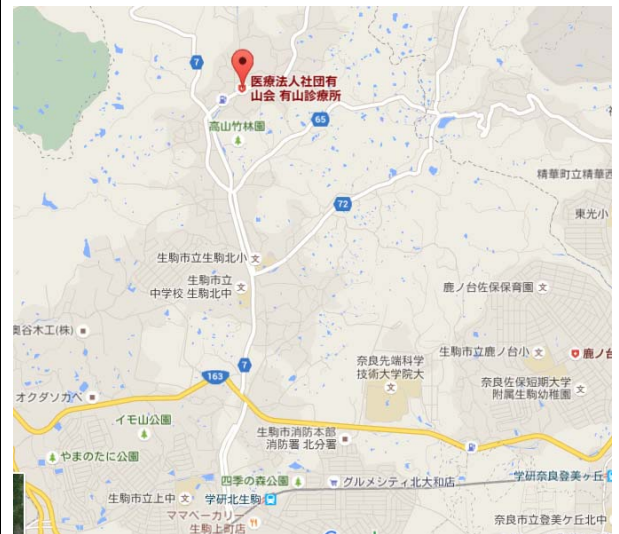 7
医療法人社団有
山会 有山診療所
65
高山竹林園
精華町立精華西
72
東光小
生駒市立生駒北小
生駒市立
中学校 生駒北中
鹿ノ台佐保保育園
奥谷木工(株)
7
163
奈良先端科学
技術大学院大
生駒市立鹿ノ台小
鹿ノ台
奈良佐保短期大学
附属生駒幼稚園
オクダソカベ
イモ山公園
生駒市消防本部
消防署 北分署
やまのたに公園
四季の森公園
グルメシティ北大和店
学研奈良登美ヶ丘
生駒市立上中
学研北生駒
ママベーカリー
生駒上町店
奈良市立登美ケ丘北中